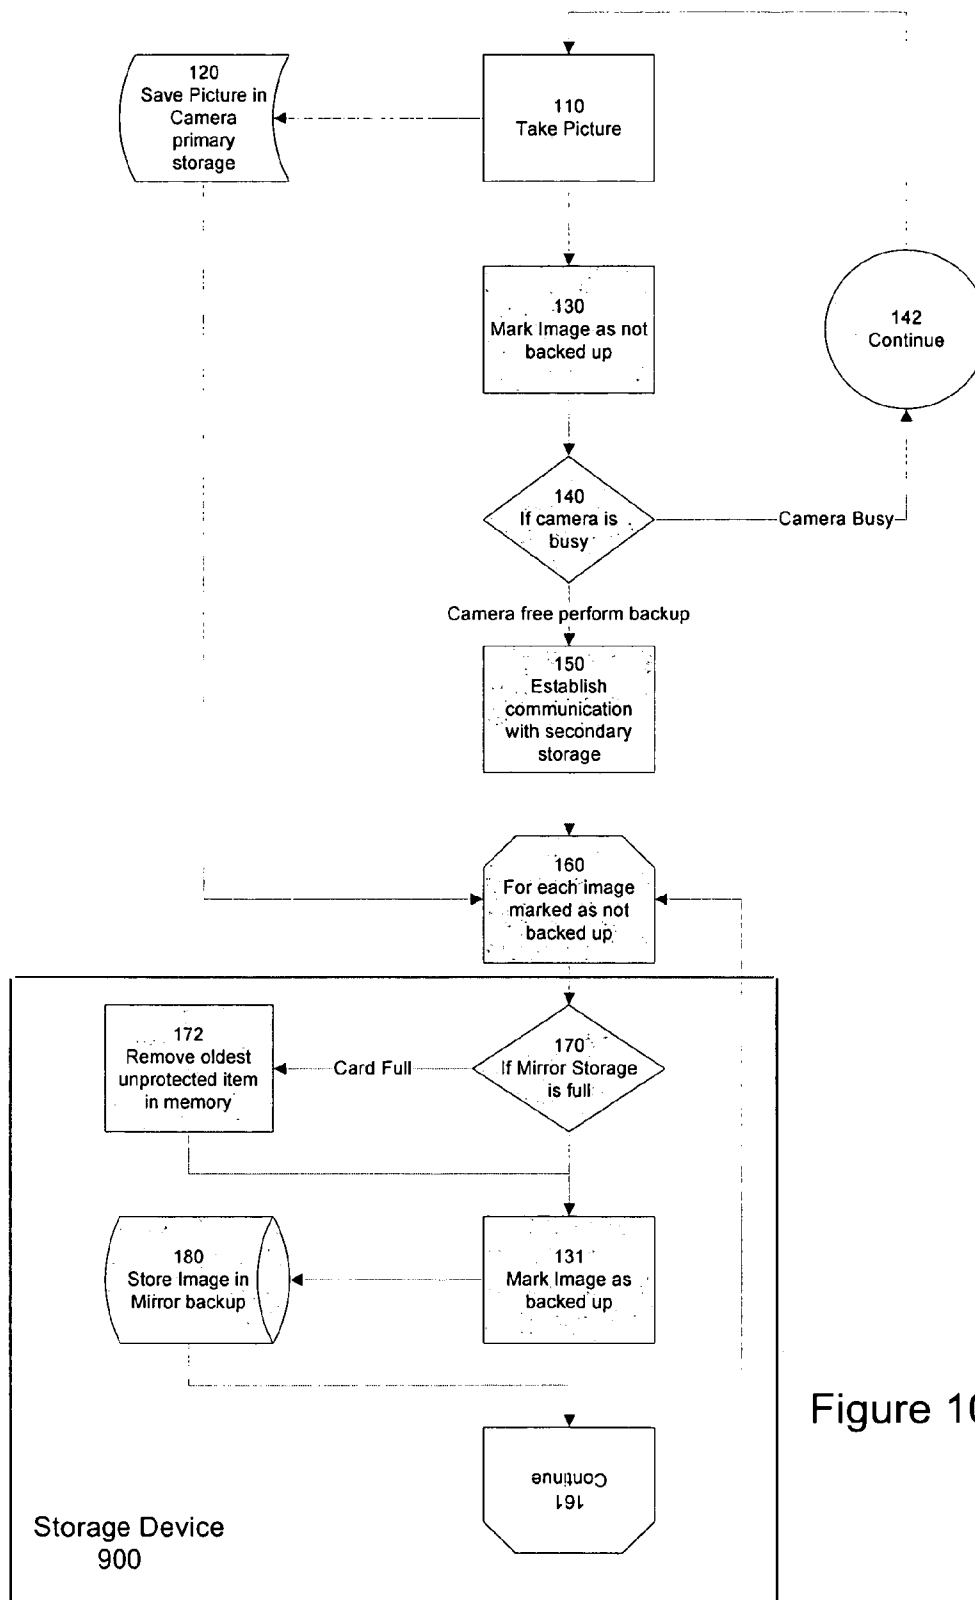 120
Save Picture in
Camera
primary
storage
110
Take Picture
130
Mark Image as not
backed up
142
Continue
140
If camera is
busy
Camera Busy
Camera free perform backup
150
Establish
communication
with secondary
storage
160
For each image
marked as not
backed up
172
Remove oldest
unprotected item
in memory
Card Full
170
If Mirror Storage
is full
180
Store Image in
Mirror backup
131
Mark Image as
backed up
161
Continue
Figure 10
Storage Device
900